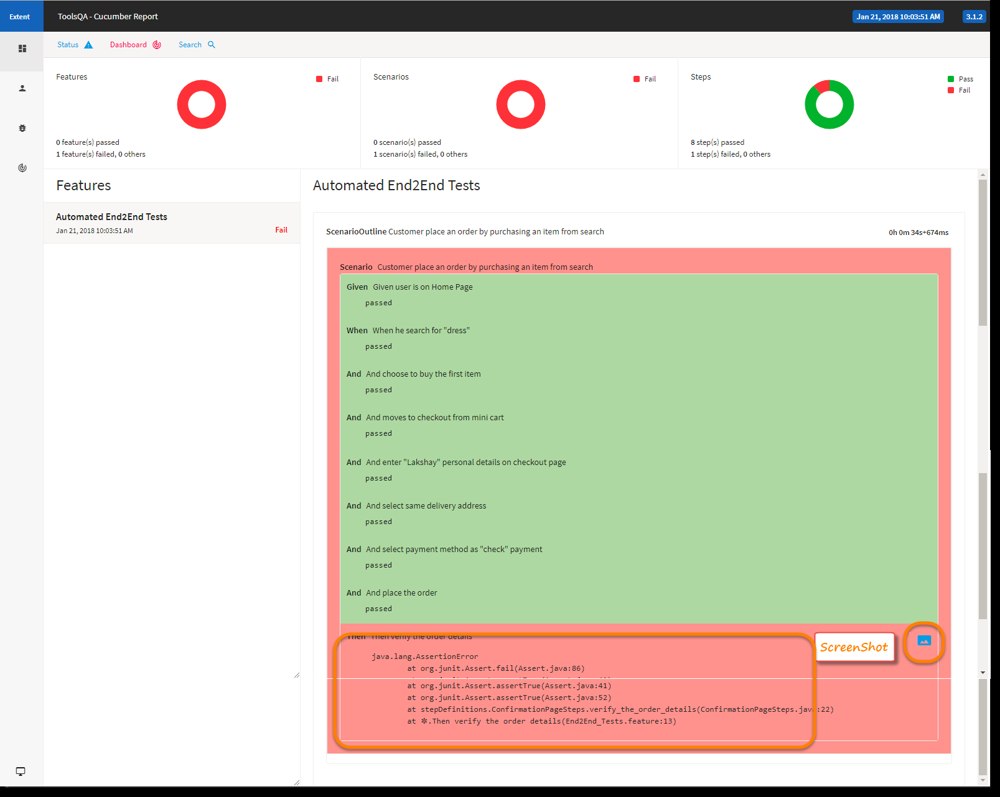 Extent
ToolsQA - Cucumber Report
Jan 21, 2018 10:03:51 AM
3.1.2
Status
Dashboard
Search
Features
Fail
0 feature(s) passed
1 feature(s) failed, 0 others
Scenarios
Fail
0 scenario(s) passed
1 scenario(s) failed, 0 others
Steps
Pass
Fail
8 step(s) passed
1 step(s) failed, 0 others
Features
Automated End2End Tests
Jan 21, 2018 10:03:51 AM
Fail
Automated End2End Tests
ScenarioOutline Customer place an order by purchasing an item from search
0h 0m 34s+674ms
Scenario Customer place an order by purchasing an item from search
Given Given user is on Home Page
passed
When When he search for "dress"
passed
And And choose to buy the first item
passed
And And moves to checkout from mini cart
passed
And And enter "Lakshay" personal details on checkout page
passed
And And select same delivery address
passed
And And select payment method as "check" payment
passed
And And place the order
passed
Then Then verify the order details
ScreenShot
java.lang.AssertionError
at org.junit.Assert.fail(Assert.java:86)
at org.junit.Assert.assertTrue(Assert.java:41)
at org.junit.Assert.assertTrue(Assert.java:52)
at stepDefinitions.ConfirmationPageSteps.verify_the_order_details(ConfirmationPageSteps.java:22)
at ✽.Then verify the order details(End2End_Tests.feature:13)